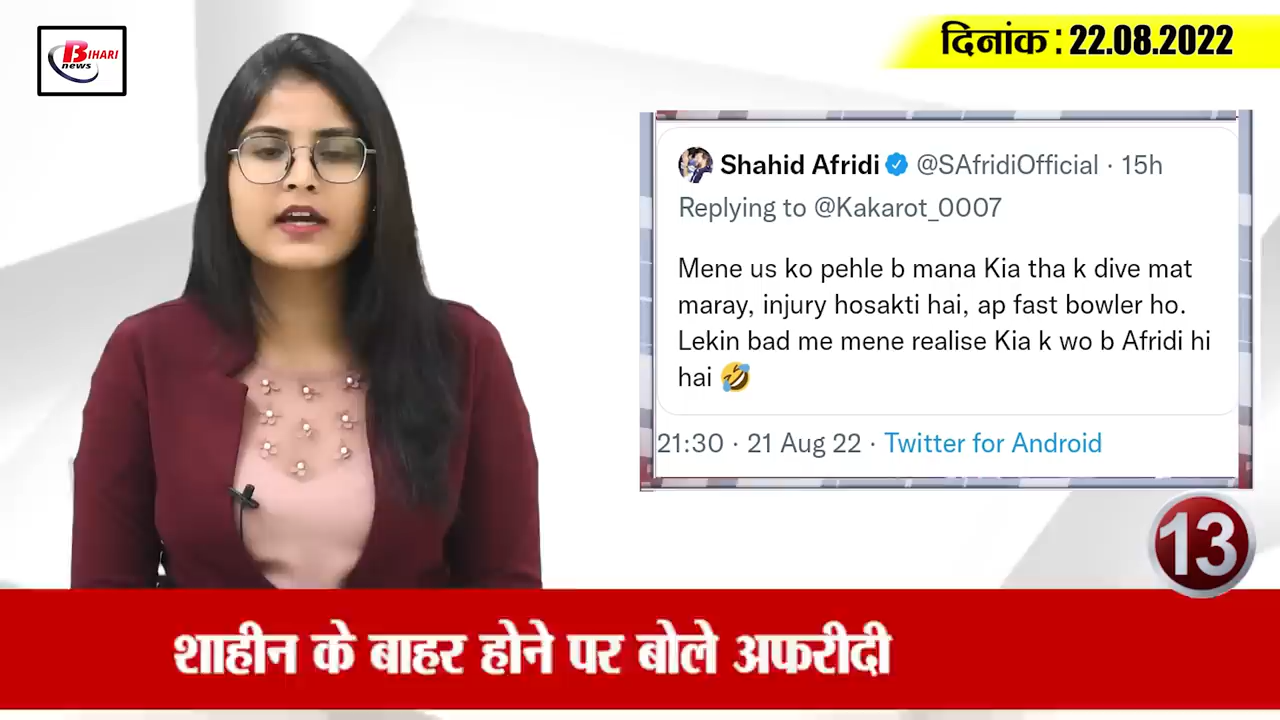 BIHARI
news
दिनांक : 22.08.2022
Shahid Afridi @SAfridiOfficial · 15h
Replying to @Kakarot_0007
Mene us ko pehle b mana Kia tha k dive mat
maray, injury hosakti hai, ap fast bowler ho.
Lekin bad me mene realise Kia k wo b Afridi hi
hai 🤣
21:30 · 21 Aug 22 · Twitter for Android
13
शाहीन के बाहर होने पर बोले अफरीदी